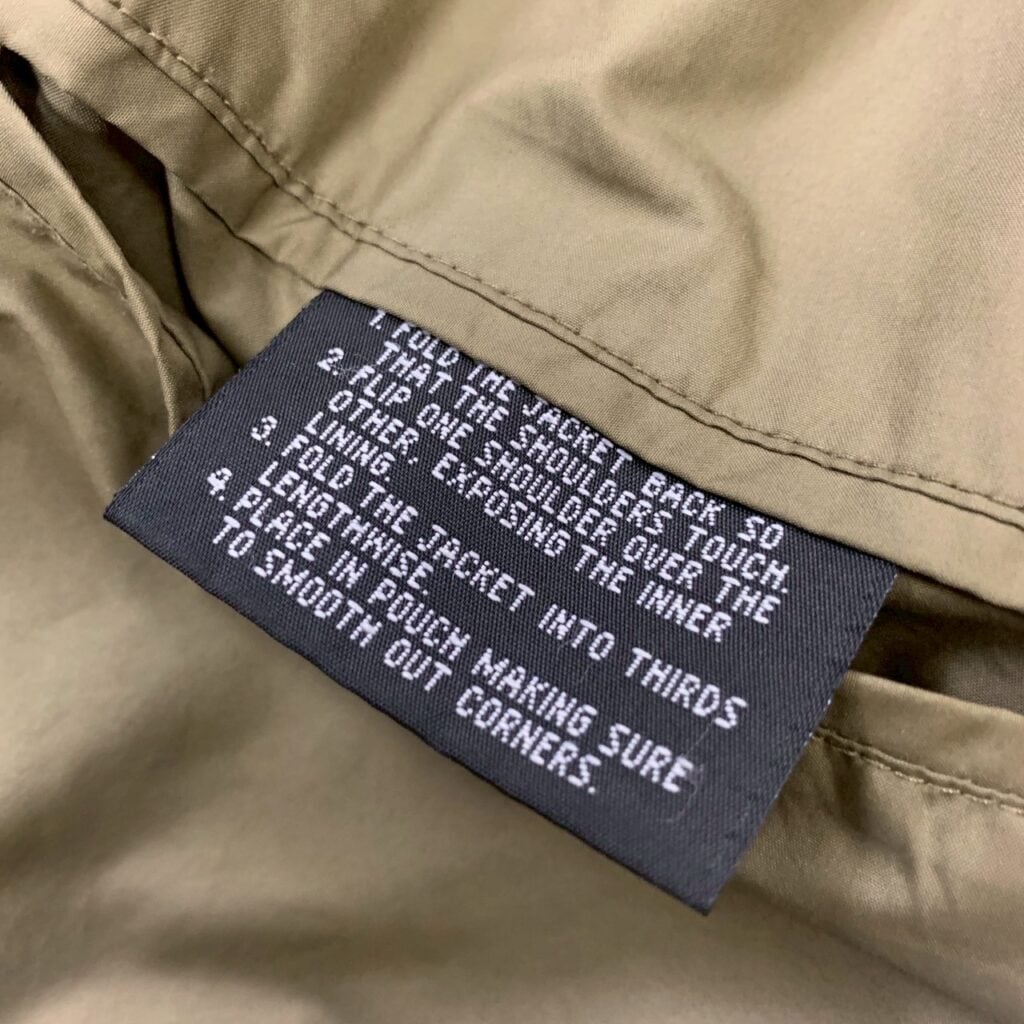 1. FOLD THE JACKET BACK SO
THAT THE SHOULDERS TOUCH.
2. FLIP ONE SHOULDER OVER THE
OTHER. EXPOSING THE INNER
LINING.
3. FOLD THE JACKET INTO THIRDS
LENGTHWISE.
4. PLACE IN POUCH MAKING SURE
TO SMOOTH OUT CORNERS.